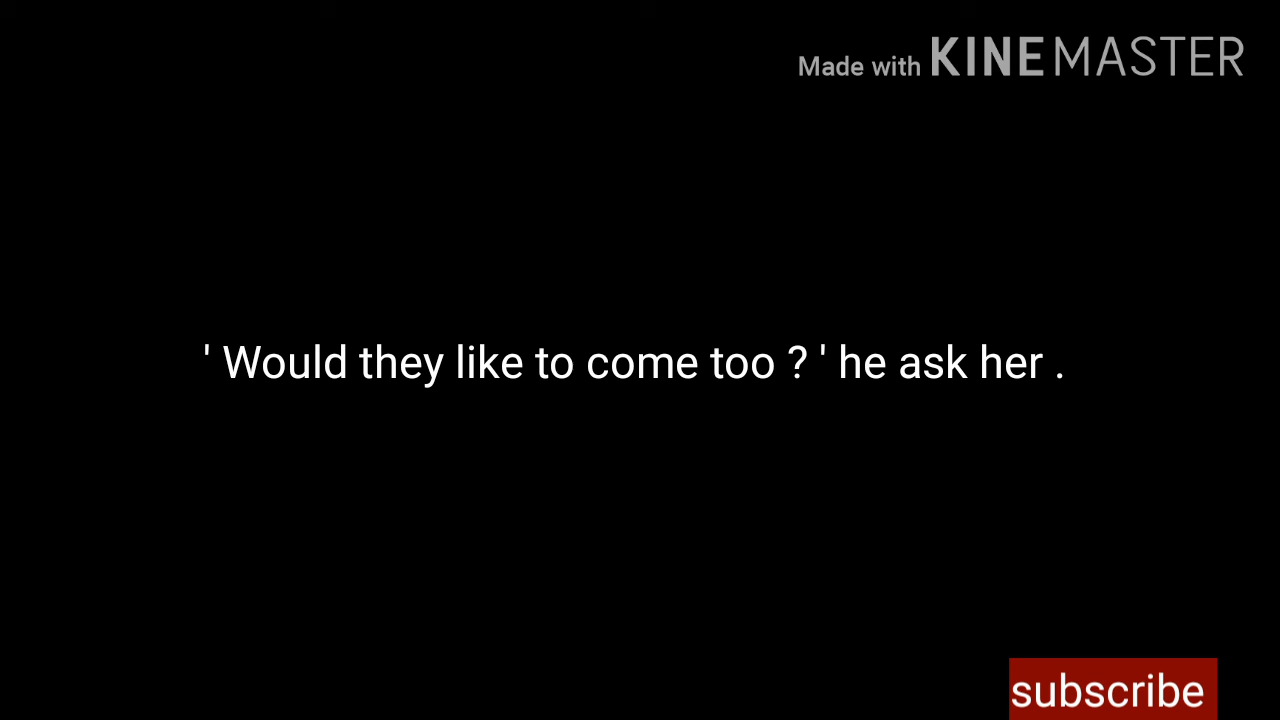 Made with KINEMASTER
' Would they like to come too ? ' he ask her .
subscribe